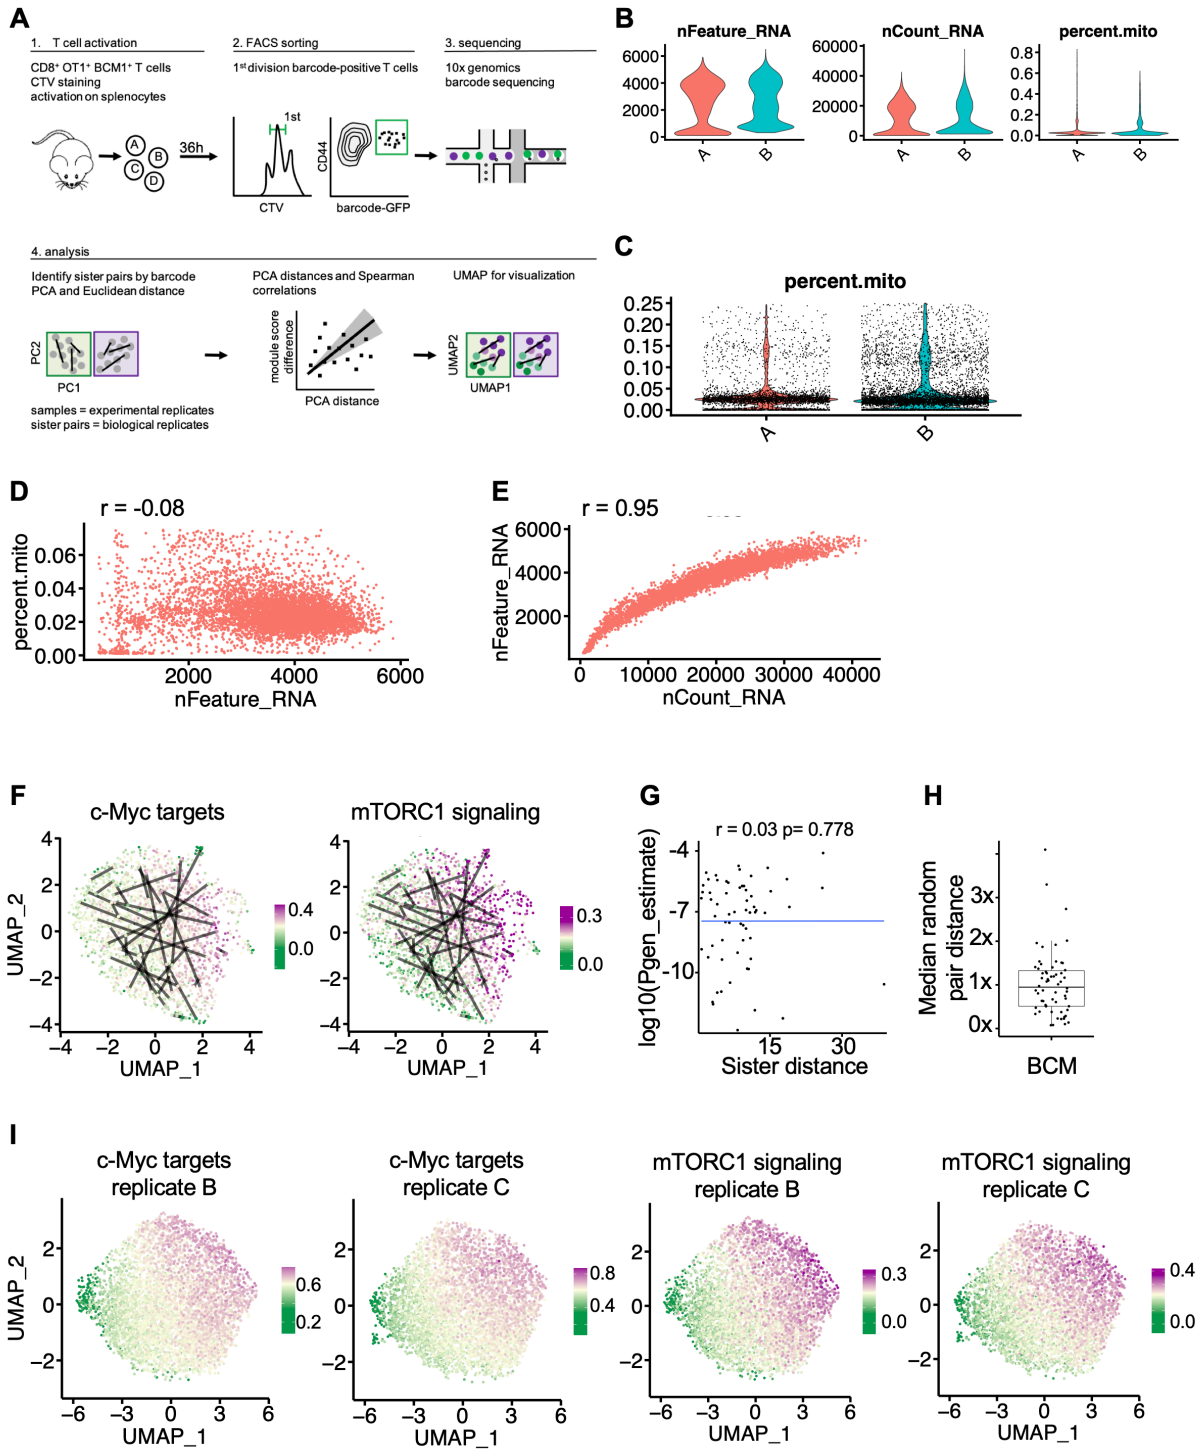 A
1. T cell activation
CD8+ OT1+ BCM1+ T cells
CTV staining
activation on splenocytes
A
B
C
D
36h
2. FACS sorting
1st division barcode-positive T cells
1st
CTV
CD44
barcode-GFP
3. sequencing
10x genomics
barcode sequencing
4. analysis
Identify sister pairs by barcode
PCA and Euclidean distance
PC2
PC1
samples = experimental replicates
sister pairs = biological replicates
PCA distances and Spearman
correlations
module score
difference
PCA distance
UMAP for visualization
UMAP2
UMAP1
B
nFeature_RNA
6000
4000
2000
0
A
B
nCount_RNA
60000
40000
20000
0
A
B
percent.mito
0.8
0.6
0.4
0.2
0.0
A
B
C
percent.mito
0.25
0.20
0.15
0.10
0.05
0.00
A
B
D
r = -0.08
percent.mito
0.06
0.04
0.02
0.00
2000 4000 6000
nFeature_RNA
E
r = 0.95
nFeature_RNA
6000
4000
2000
0 10000 20000 30000 40000
nCount_RNA
F
c-Myc targets
UMAP_2
4
2
0
−2
−4
−4 −2 0 2 4
UMAP_1
0.4
0.0
mTORC1 signaling
4
2
0
−2
−4
−4 −2 0 2 4
UMAP_1
0.3
0.0
G
r = 0.03 p= 0.778
log10(Pgen_estimate)
-4
-7
-10
15 30
Sister distance
H
Median random
pair distance
3x
2x
1x
0x
BCM
I
c-Myc targets
replicate B
UMAP_2
2
0
−2
−6 −3 0 3 6
UMAP_1
0.6
0.2
c-Myc targets
replicate C
2
0
−2
−6 −3 0 3 6
UMAP_1
0.8
0.4
mTORC1 signaling
replicate B
2
0
−2
−6 −3 0 3 6
UMAP_1
0.3
0.0
mTORC1 signaling
replicate C
2
0
−2
−6 −3 0 3 6
UMAP_1
0.4
0.0